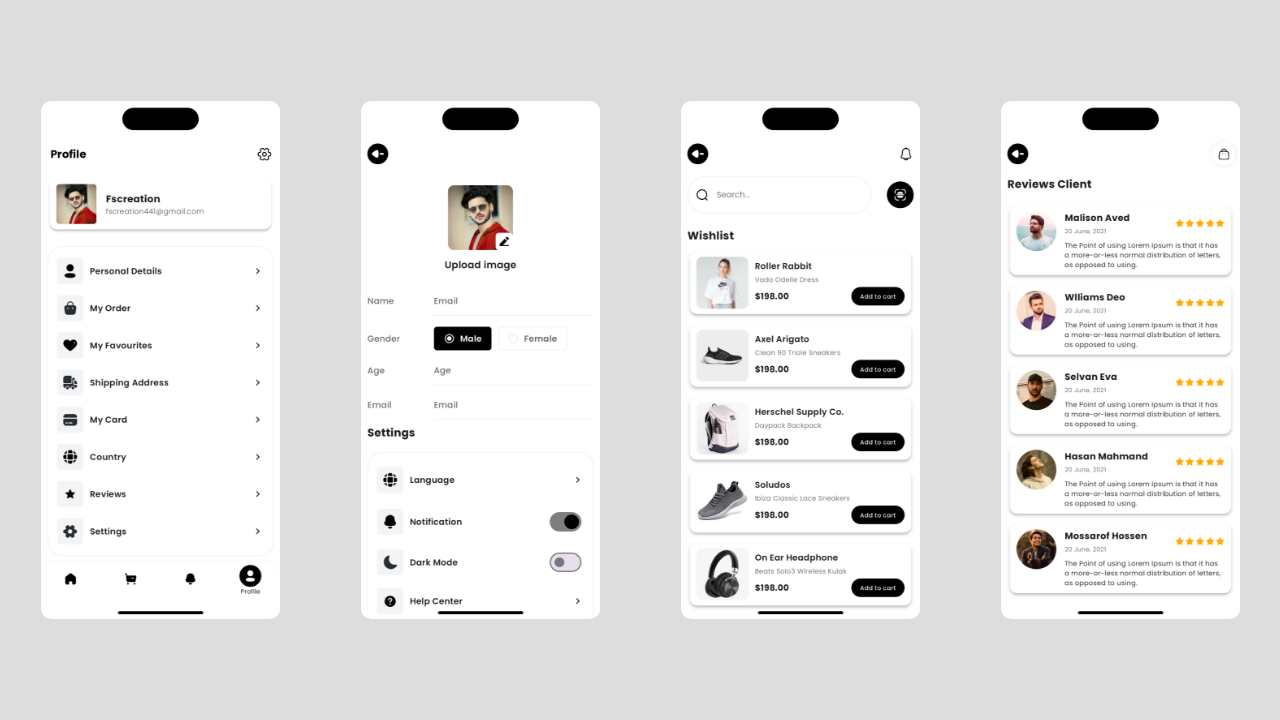 Profile
Fscreation
fscreation441@gmail.com
Personal Details
My Order
My Favourites
Shipping Address
My Card
Country
Reviews
Settings
Profile
Upload image
Name Email
Gender Male Female
Age Age
Email Email
Settings
Language
Notification
Dark Mode
Help Center
Search...
Wishlist
Roller Rabbit
Vado Odelle Dress
$198.00 Add to cart
Axel Arigato
Clean 90 Triole Sneakers
$198.00 Add to cart
Herschel Supply Co.
Daypack Backpack
$198.00 Add to cart
Soludos
Ibiza Classic Lace Sneakers
$198.00 Add to cart
On Ear Headphone
Beats Solo3 Wireless Kulak
$198.00 Add to cart
Reviews Client
Malison Aved
20 June, 2021
The Point of using Lorem Ipsum is that it has
a more-or-less normal distribution of letters,
as opposed to using.
Wlliams Deo
20 June, 2021
The Point of using Lorem Ipsum is that it has
a more-or-less normal distribution of letters,
as opposed to using.
Selvan Eva
20 June, 2021
The Point of using Lorem Ipsum is that it has
a more-or-less normal distribution of letters,
as opposed to using.
Hasan Mahmand
20 June, 2021
The Point of using Lorem Ipsum is that it has
a more-or-less normal distribution of letters,
as opposed to using.
Mossarof Hossen
20 June, 2021
The Point of using Lorem Ipsum is that it has
a more-or-less normal distribution of letters,
as opposed to using.